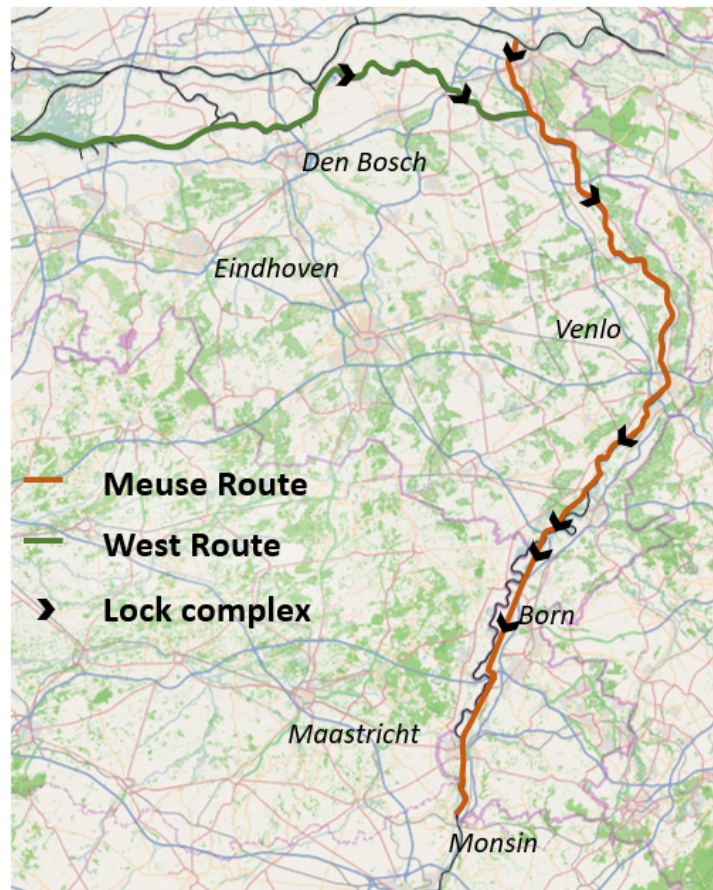 Den Bosch
Eindhoven
Venlo
Meuse Route
West Route
Lock complex
Born
Maastricht
Monsin